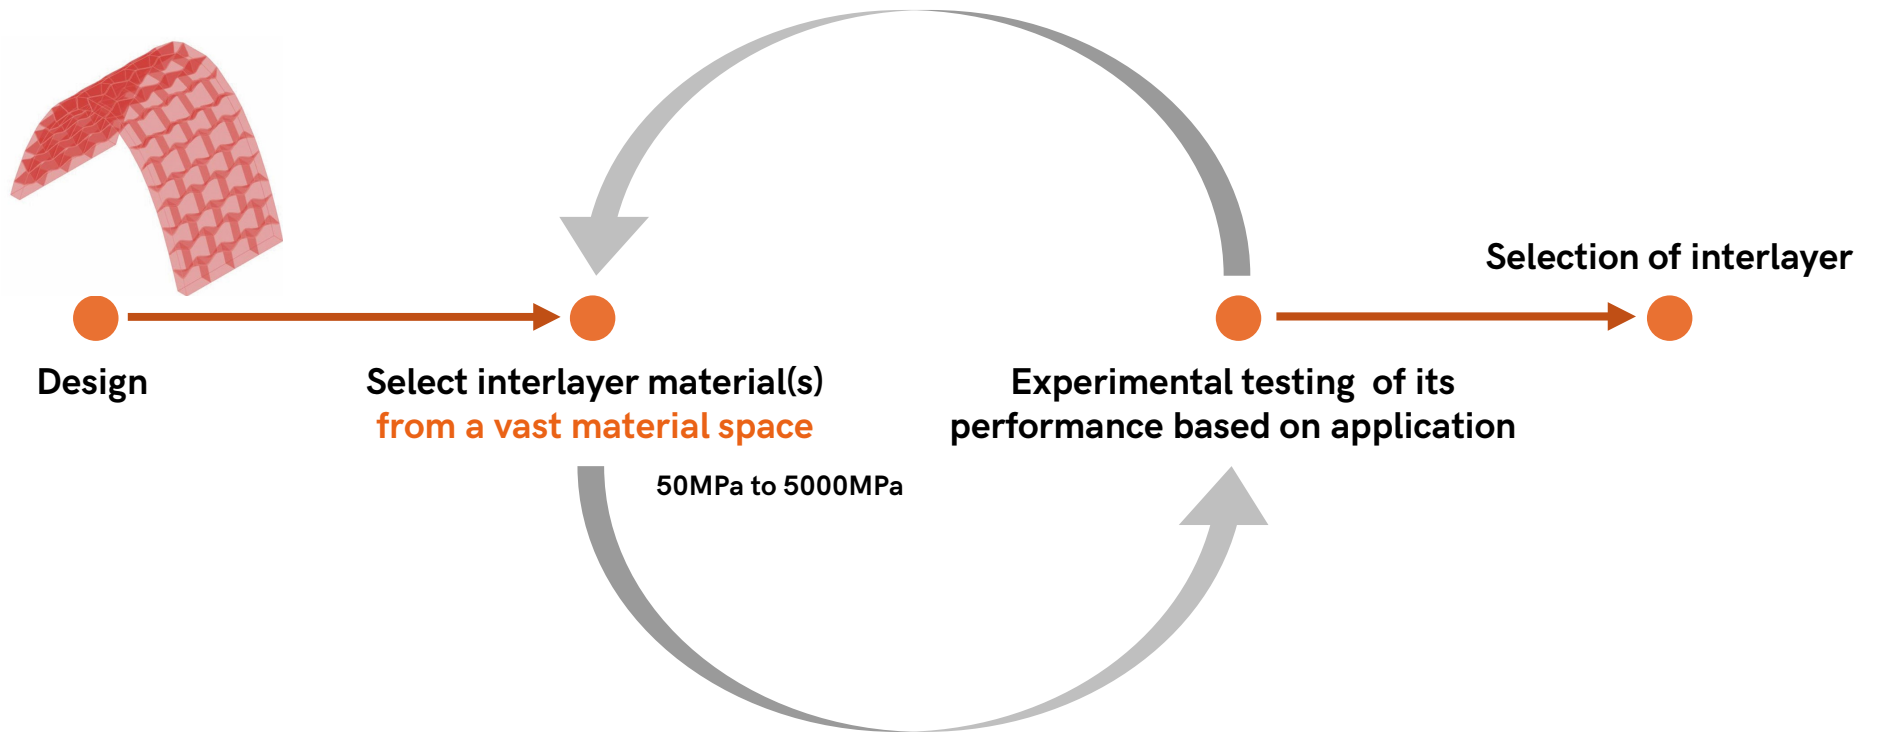 Selection of interlayer
Design
Select interlayer material(s)
from a vast material space
50MPa to 5000MPa
Experimental testing of its
performance based on application